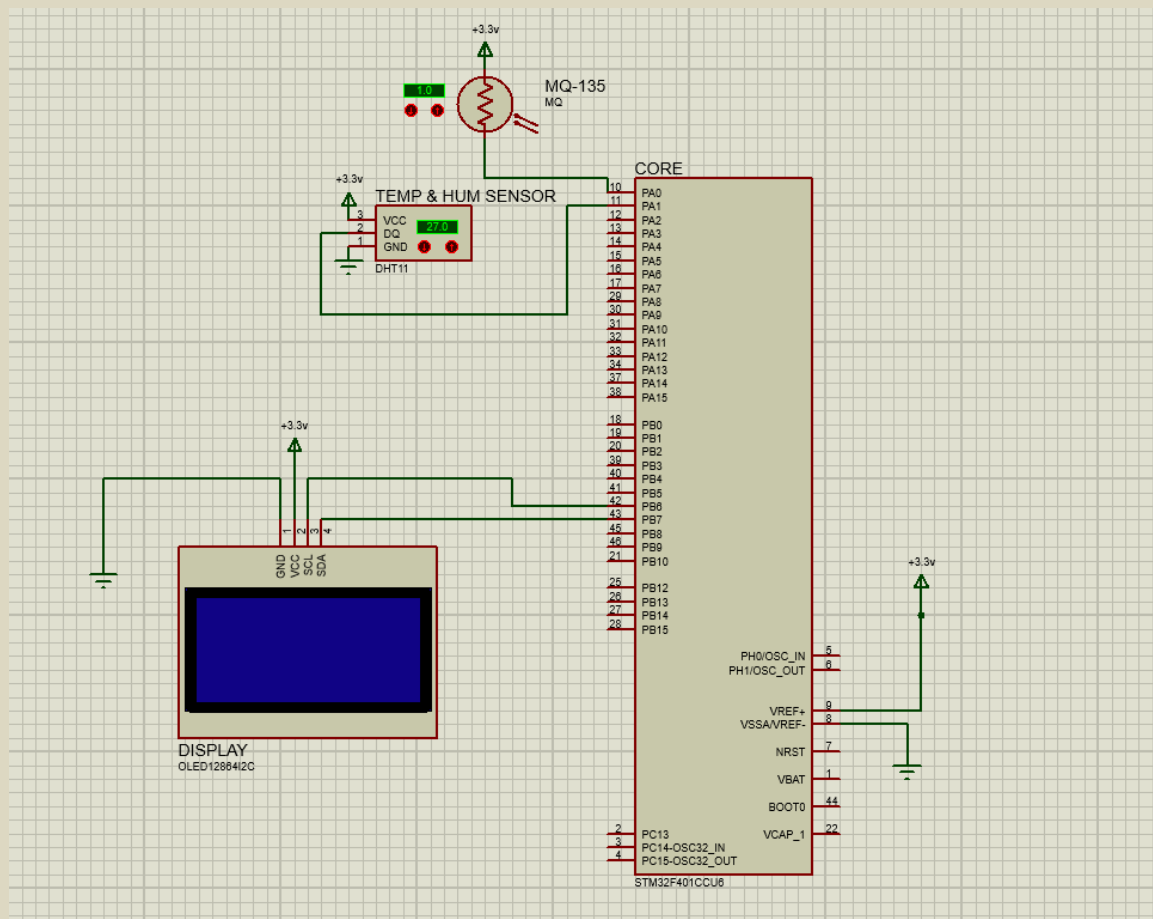 +3.3v
1.0
MQ-135
MQ
+3.3v
TEMP & HUM SENSOR
3 VCC
2 DQ
1 GND
27.0
DHT11
CORE
10 PA0
11 PA1
12 PA2
13 PA3
14 PA4
15 PA5
16 PA6
17 PA7
29 PA8
30 PA9
31 PA10
32 PA11
33 PA12
34 PA13
37 PA14
38 PA15
18 PB0
19 PB1
20 PB2
39 PB3
40 PB4
41 PB5
42 PB6
43 PB7
45 PB8
46 PB9
21 PB10
25 PB12
26 PB13
27 PB14
28 PB15
PH0/OSC_IN 5
PH1/OSC_OUT 6
VREF+ 9
VSSA/VREF- 8
NRST 7
VBAT 1
BOOT0 44
VCAP_1 22
2 PC13
3 PC14-OSC32_IN
4 PC15-OSC32_OUT
STM32F401CCU6
+3.3v
+3.3v
1 2 3 4
GND VCC SCL SDA
DISPLAY
OLED12864I2C